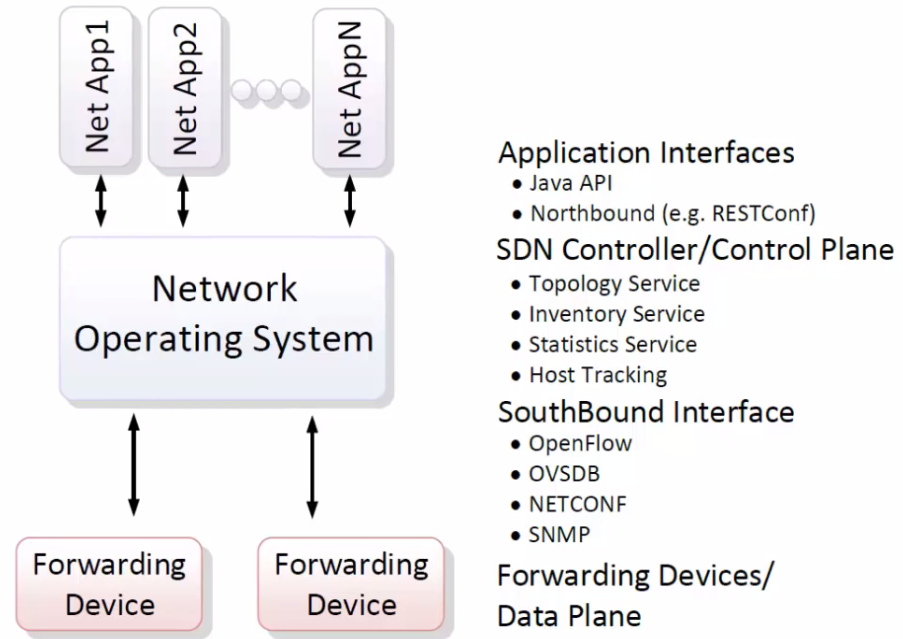 Net App1
Net App2
Net AppN
Network
Operating System
Forwarding
Device
Forwarding
Device
Application Interfaces
• Java API
• Northbound (e.g. RESTConf)
SDN Controller/Control Plane
• Topology Service
• Inventory Service
• Statistics Service
• Host Tracking
SouthBound Interface
• OpenFlow
• OVSDB
• NETCONF
• SNMP
Forwarding Devices/
Data Plane